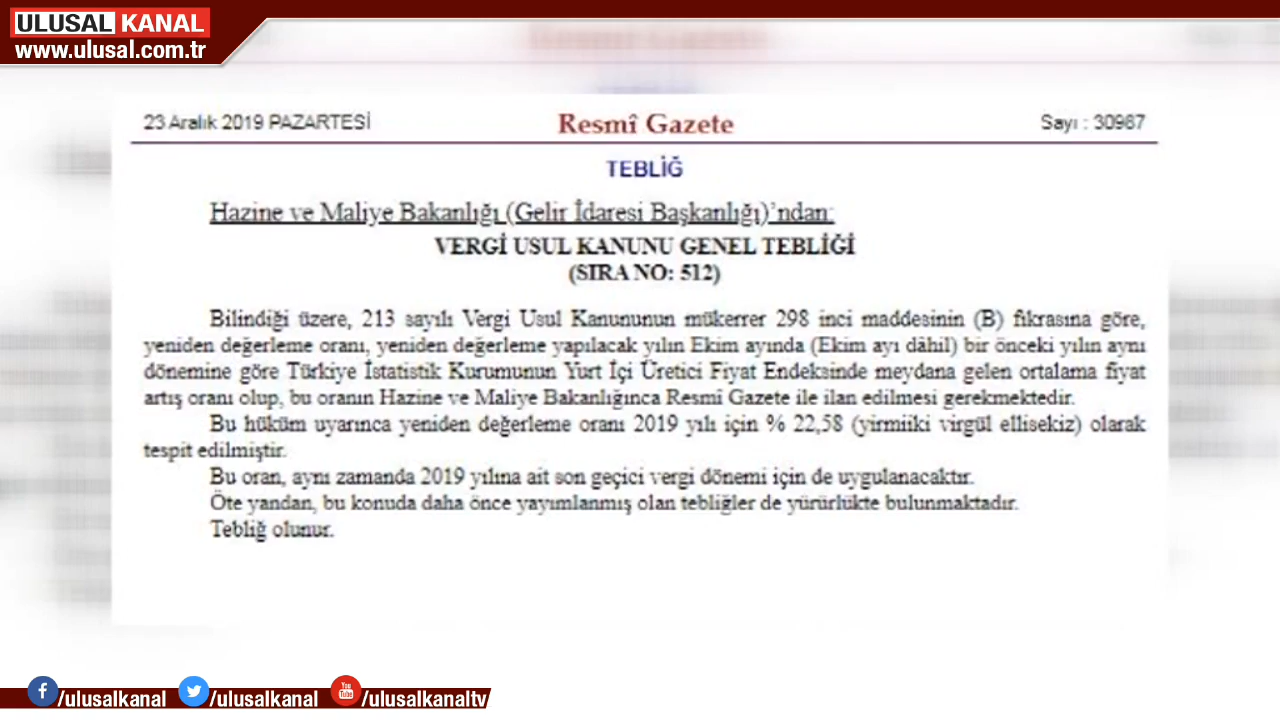 ULUSAL KANAL
www.ulusal.com.tr
23 Aralık 2019 PAZARTESİ
Resmî Gazete
Sayı : 30987
TEBLİĞ
Hazine ve Maliye Bakanlığı (Gelir İdaresi Başkanlığı)’ndan:
VERGİ USUL KANUNU GENEL TEBLİĞİ
(SIRA NO: 512)
Bilindiği üzere, 213 sayılı Vergi Usul Kanununun mükerrer 298 inci maddesinin (B) fıkrasına göre,
yeniden değerleme oranı, yeniden değerleme yapılacak yılın Ekim ayında (Ekim ayı dâhil) bir önceki yılın aynı
dönemine göre Türkiye İstatistik Kurumunun Yurt İçi Üretici Fiyat Endeksinde meydana gelen ortalama fiyat
artış oranı olup, bu oranın Hazine ve Maliye Bakanlığınca Resmî Gazete ile ilan edilmesi gerekmektedir.
Bu hüküm uyarınca yeniden değerleme oranı 2019 yılı için % 22,58 (yirmiiki virgül ellisekiz) olarak
tespit edilmiştir.
Bu oran, aynı zamanda 2019 yılına ait son geçici vergi dönemi için de uygulanacaktır.
Öte yandan, bu konuda daha önce yayımlanmış olan tebliğler de yürürlükte bulunmaktadır.
Tebliğ olunur.
/ulusalkanal /ulusalkanal /ulusalkanaltv